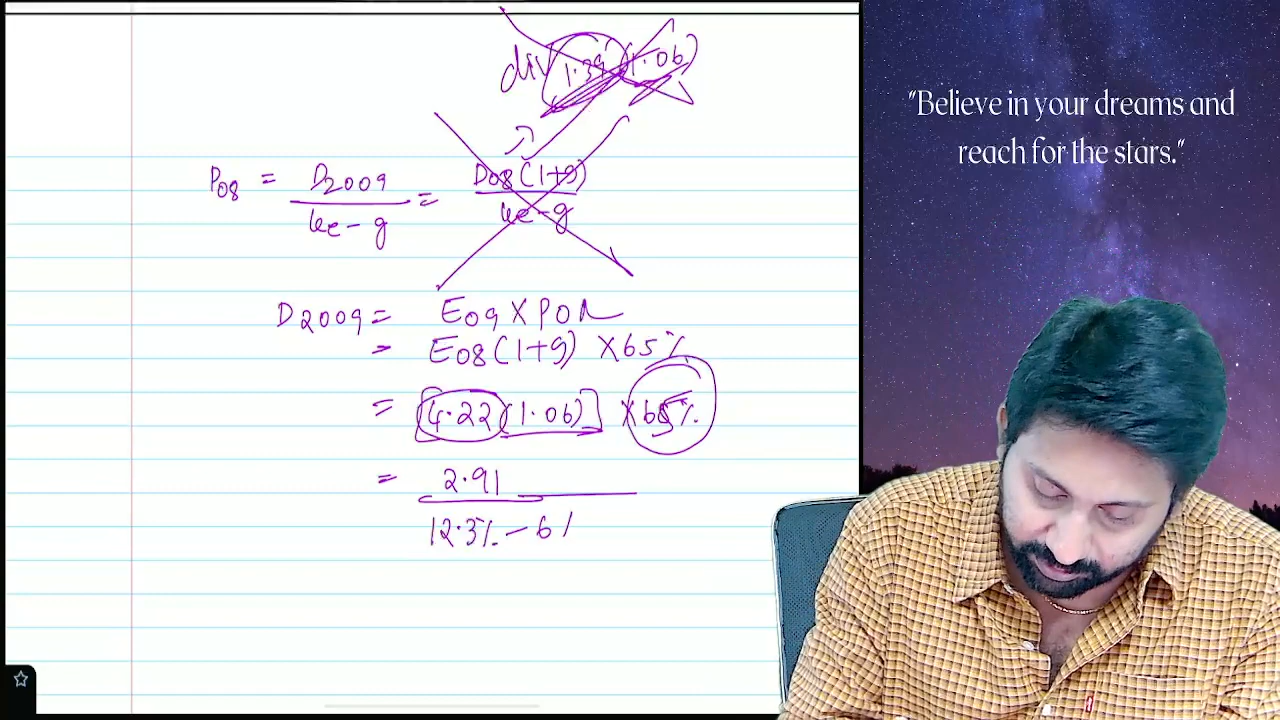 div 1.39 (1.06)
P08 = D2009 / ke-g = D08(1+g) / ke-g
D2009 = E09 X POR
= E08(1+g) X 65%
= [4.22(1.06)] X 65%
= 2.91
12.3% - 6%
"Believe in your dreams and
reach for the stars."